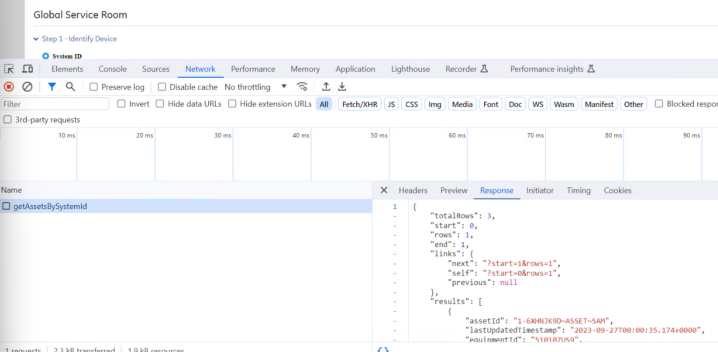 Global Service Room
Step 1 - Identify Device
System ID
Elements Console Sources Network Performance Memory Application Lighthouse Recorder Performance insights
Preserve log Disable cache No throttling
Filter Invert Hide data URLs Hide extension URLs All Fetch/XHR JS CSS Img Media Font Doc WS Wasm Manifest Other Blocked respor
3rd-party requests
10 ms 20 ms 30 ms 40 ms 50 ms 60 ms 70 ms 80 ms 90 ms
Name
getAssetsBySystemId
Headers Preview Response Initiator Timing Cookies
1 {
- "totalRows": 3,
- "start": 0,
- "rows": 1,
- "end": 1,
- "links": {
- "next": "?start=1&rows=1",
- "self": "?start=0&rows=1",
- "previous": null
- },
- "results": [
- {
- "assetId": "1-6XHNJK9D~ASSET~SAM",
- "lastUpdatedTimestamp": "2023-09-27T00:00:35.174+0000",
- "equipmentId": "510107US9",
1 requests 2.3 kB transferred 1.9 kB resources
{}